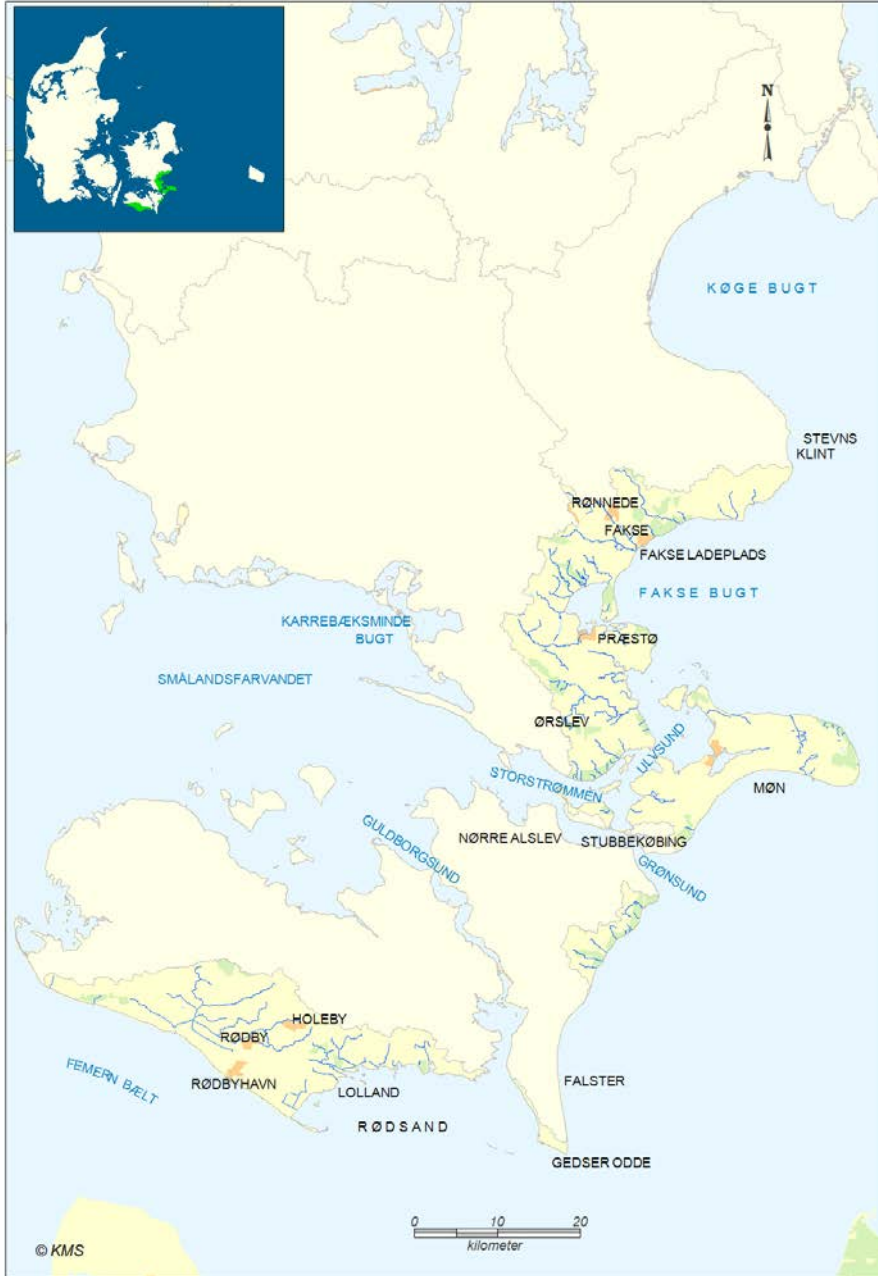 N
KØGE BUGT
STEVNS
KLINT
RØNNEDE
FAKSE
FAKSE LADEPLADS
FAKSE BUGT
KARREBÆKSMINDE
BUGT
PRÆSTØ
SMÅLANDSFARVANDET
ØRSLEV
ULVSUND
STORSTRØMMEN
MØN
GULDBORGSUND
NØRRE ALSLEV
STUBBEKØBING
GRØNSUND
HOLEBY
RØDBY
FEMERN BÆLT
RØDBYHAVN
LOLLAND
FALSTER
RØDSAND
GEDSER ODDE
0 10 20
kilometer
© KMS